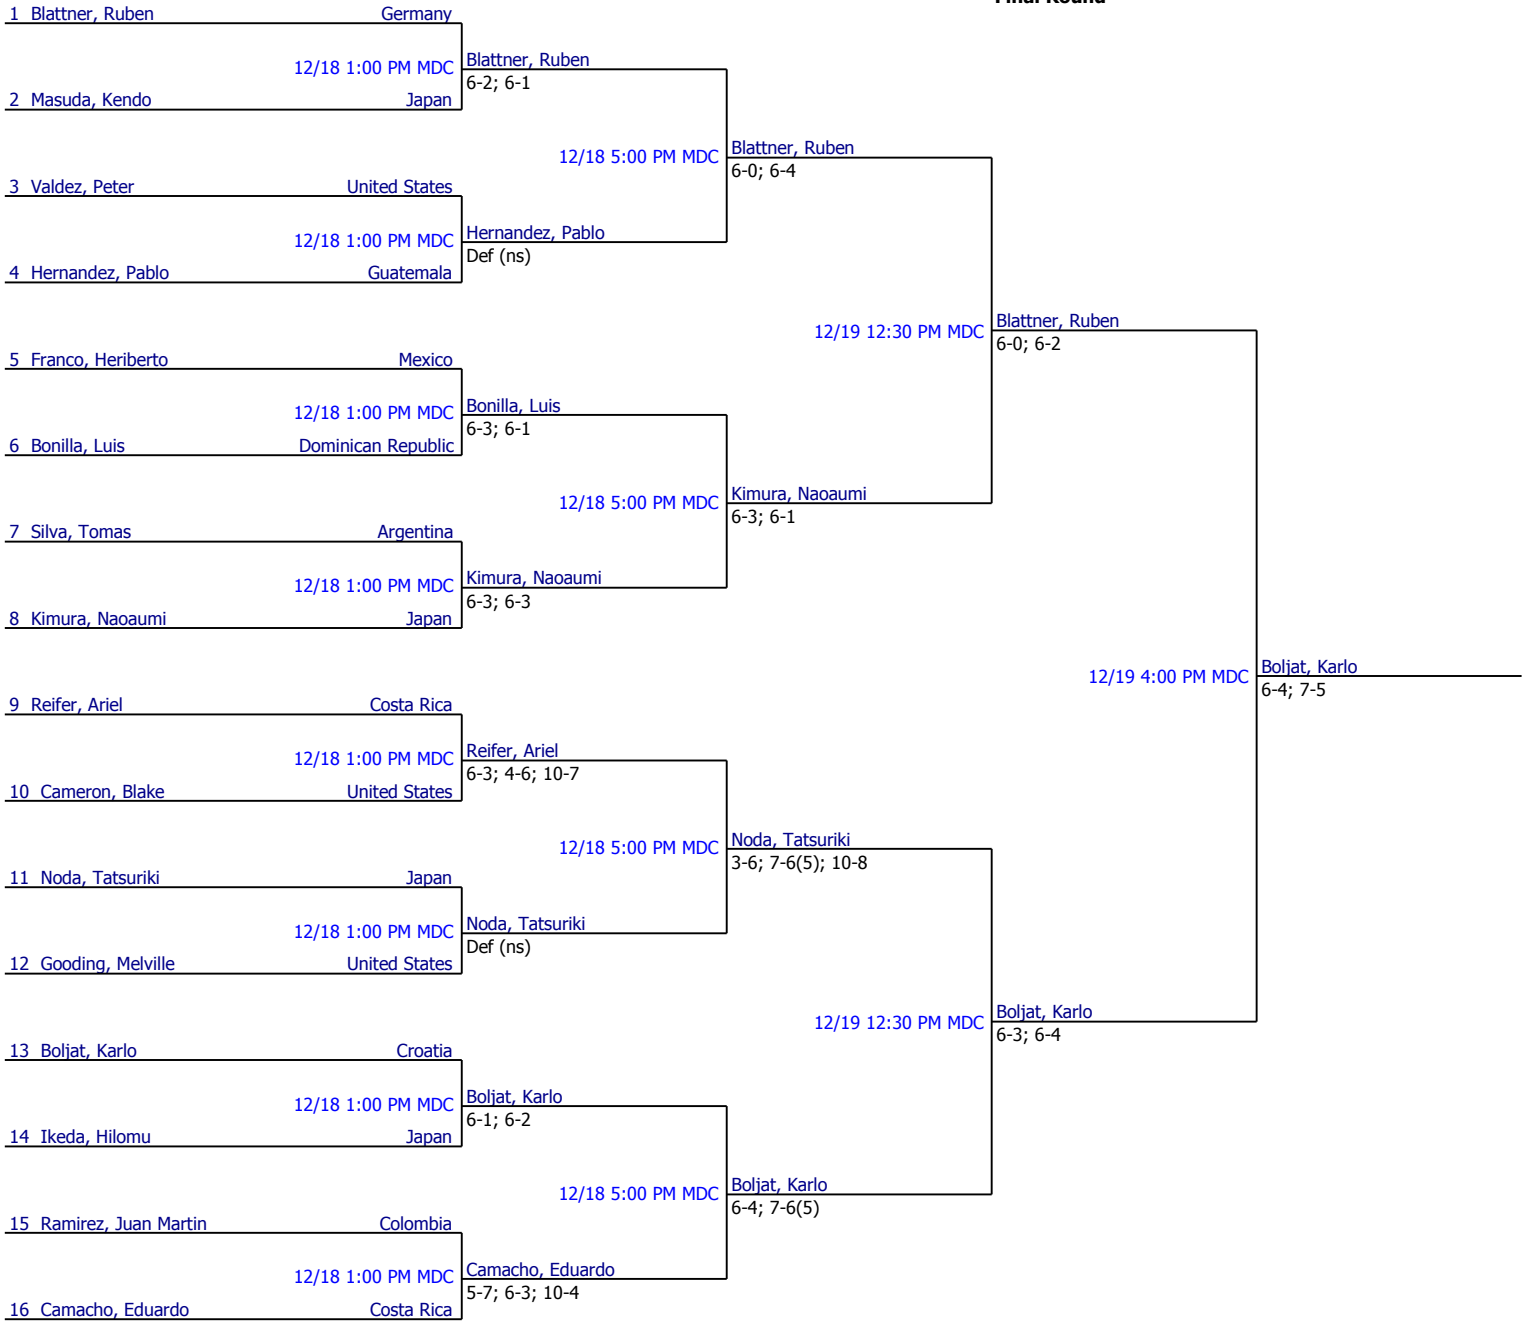 Final Round
1 Blattner, Ruben Germany
12/18 1:00 PM MDC Blattner, Ruben
6-2; 6-1
2 Masuda, Kendo Japan
12/18 5:00 PM MDC Blattner, Ruben
6-0; 6-4
3 Valdez, Peter United States
12/18 1:00 PM MDC Hernandez, Pablo
Def (ns)
4 Hernandez, Pablo Guatemala
12/19 12:30 PM MDC Blattner, Ruben
6-0; 6-2
5 Franco, Heriberto Mexico
12/18 1:00 PM MDC Bonilla, Luis
6-3; 6-1
6 Bonilla, Luis Dominican Republic
12/18 5:00 PM MDC Kimura, Naoaumi
6-3; 6-1
7 Silva, Tomas Argentina
12/18 1:00 PM MDC Kimura, Naoaumi
6-3; 6-3
8 Kimura, Naoaumi Japan
12/19 4:00 PM MDC Boljat, Karlo
6-4; 7-5
9 Reifer, Ariel Costa Rica
12/18 1:00 PM MDC Reifer, Ariel
6-3; 4-6; 10-7
10 Cameron, Blake United States
12/18 5:00 PM MDC Noda, Tatsuriki
3-6; 7-6(5); 10-8
11 Noda, Tatsuriki Japan
12/18 1:00 PM MDC Noda, Tatsuriki
Def (ns)
12 Gooding, Melville United States
12/19 12:30 PM MDC Boljat, Karlo
6-3; 6-4
13 Boljat, Karlo Croatia
12/18 1:00 PM MDC Boljat, Karlo
6-1; 6-2
14 Ikeda, Hilomu Japan
12/18 5:00 PM MDC Boljat, Karlo
6-4; 7-6(5)
15 Ramirez, Juan Martin Colombia
12/18 1:00 PM MDC Camacho, Eduardo
5-7; 6-3; 10-4
16 Camacho, Eduardo Costa Rica